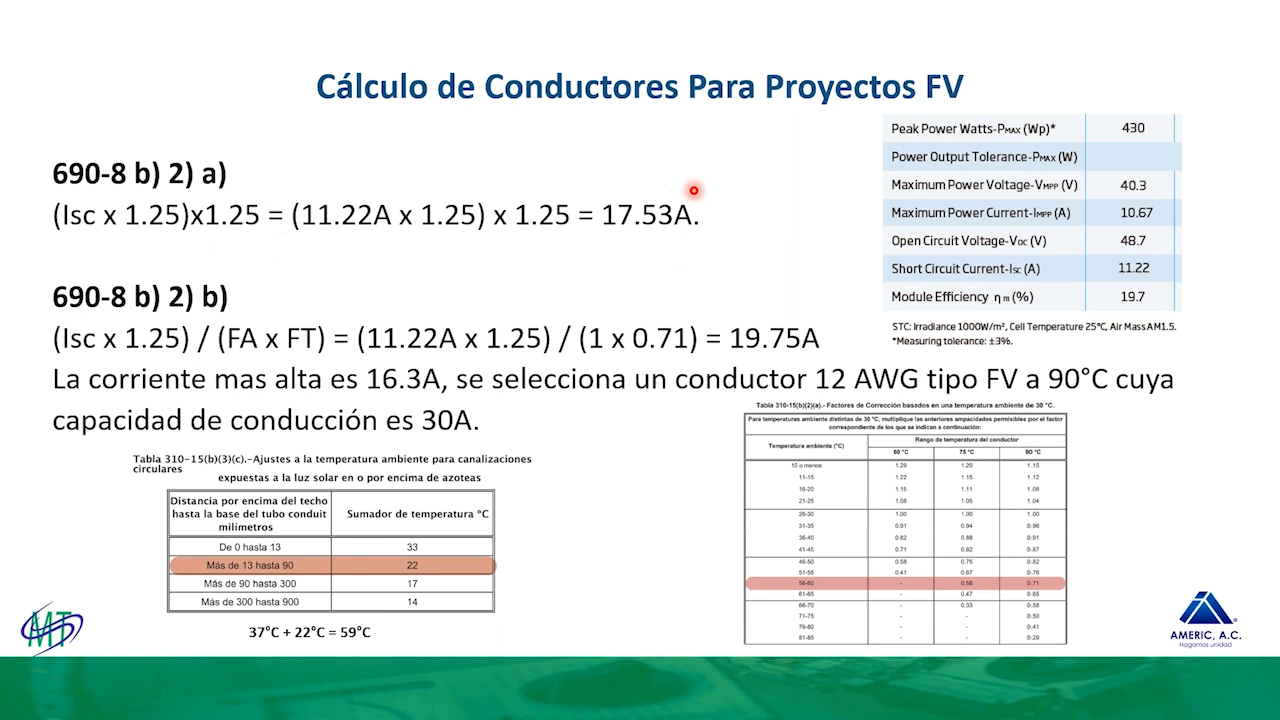 Cálculo de Conductores Para Proyectos FV
690-8 b) 2) a)
(Isc x 1.25)x1.25 = (11.22A x 1.25) x 1.25 = 17.53A.
690-8 b) 2) b)
(Isc x 1.25) / (FA x FT) = (11.22A x 1.25) / (1 x 0.71) = 19.75A
La corriente mas alta es 16.3A, se selecciona un conductor 12 AWG tipo FV a 90°C cuya
capacidad de conducción es 30A.
Peak Power Watts-PMAX (Wp)* 430
Power Output Tolerance-PMAX (W)
Maximum Power Voltage-VMPP (V) 40.3
Maximum Power Current-IMPP (A) 10.67
Open Circuit Voltage-VOC (V) 48.7
Short Circuit Current-ISC (A) 11.22
Module Efficiency ηm (%) 19.7
STC: Irradiance 1000W/m², Cell Temperature 25°C, Air Mass AM1.5.
*Measuring tolerance: ±3%.
Tabla 310-15(b)(3)(c).-Ajustes a la temperatura ambiente para canalizaciones
circulares
expuestas a la luz solar en o por encima de azoteas
Distancia por encima del techo
hasta la base del tubo conduit
milímetros
Sumador de temperatura °C
De 0 hasta 13 33
Más de 13 hasta 90 22
Más de 90 hasta 300 17
Más de 300 hasta 900 14
37°C + 22°C = 59°C
Tabla 310-15(b)(2)(a).- Factores de Corrección basados en una temperatura ambiente de 30 °C.
Para temperaturas ambiente distintas de 30 °C, multiplique las anteriores ampacidades permisibles por el factor
correspondiente de los que se indican a continuación:
Temperatura ambiente (°C)
Rango de temperatura del conductor
60 °C 75 °C 90 °C
10 o menos 1.29 1.20 1.15
11-15 1.22 1.15 1.12
16-20 1.15 1.11 1.08
21-25 1.08 1.05 1.04
26-30 1.00 1.00 1.00
31-35 0.91 0.94 0.96
36-40 0.82 0.88 0.91
41-45 0.71 0.82 0.87
46-50 0.58 0.75 0.82
51-55 0.41 0.67 0.76
56-60 - 0.58 0.71
61-65 - 0.47 0.65
66-70 - 0.33 0.58
71-75 - - 0.50
76-80 - - 0.41
81-85 - - 0.29
MT
AMERIC, A.C.
Hagamos unidad